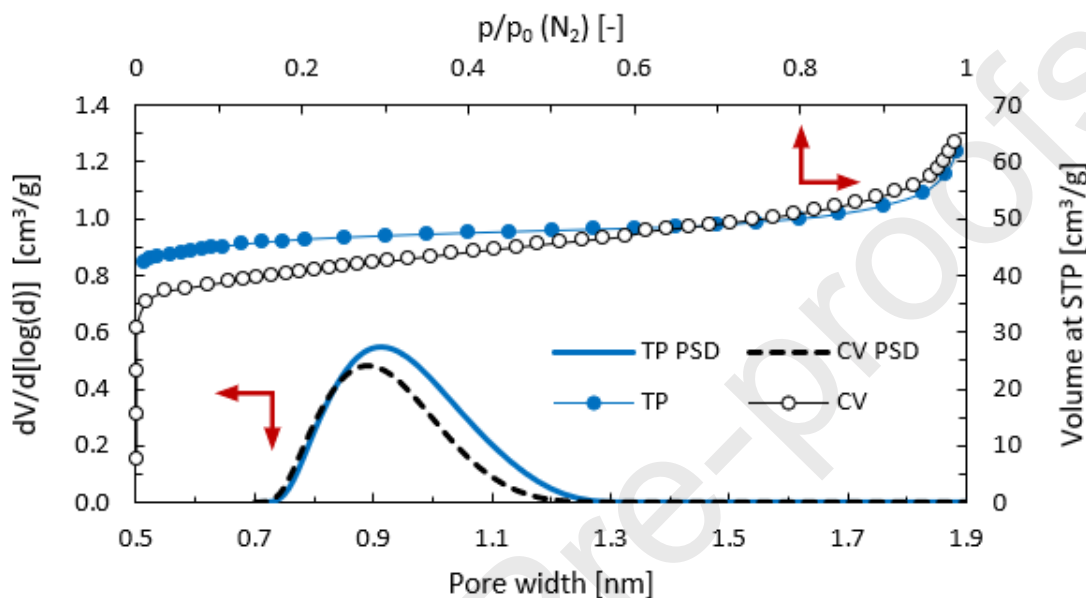 p/p₀ (N₂) [-]
0 0.2 0.4 0.6 0.8 1
dV/d[log(d)] [cm³/g]
1.4
1.2
1.0
0.8
0.6
0.4
0.2
0.0
70
60
50
40
30
20
10
0
Volume at STP [cm³/g]
TP PSD CV PSD
TP CV
0.5 0.7 0.9 1.1 1.3 1.5 1.7 1.9
Pore width [nm]
re-proofs